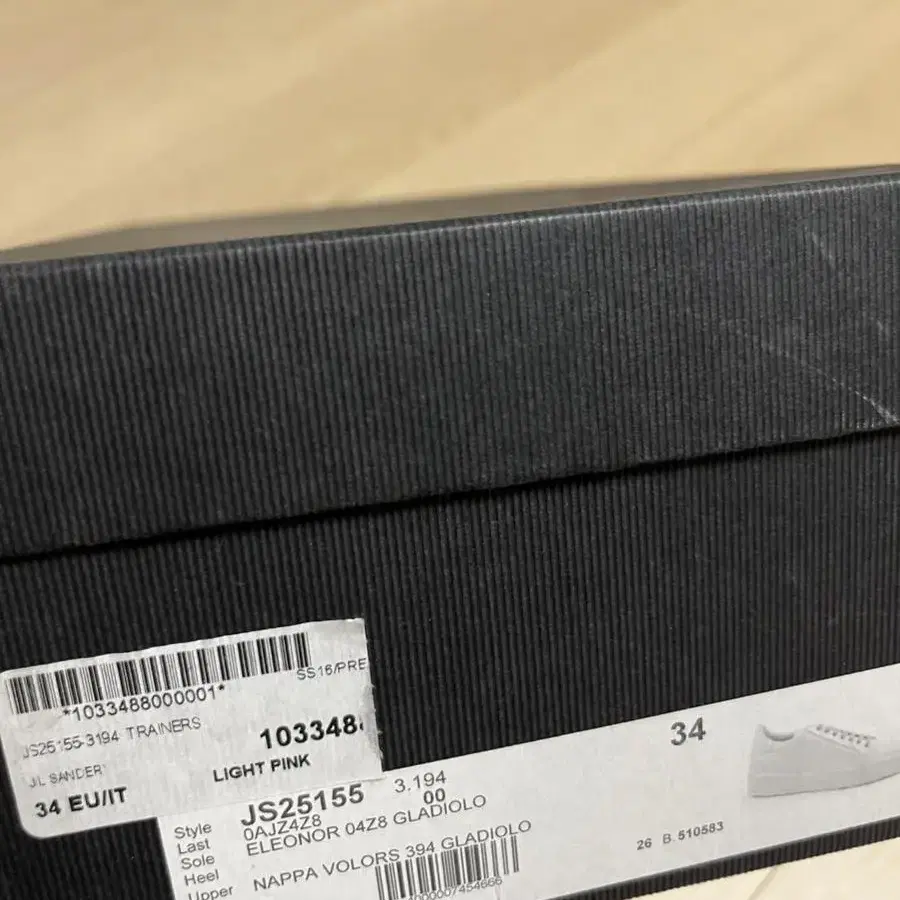 SS16/PRE
*1033488000001*
JS25155-3194 TRAINERS
103348
JIL SANDER
LIGHT PINK
34 EU/IT
34
Style JS25155 3.194
Last 0AJZ4Z8 00
Sole ELEONOR 04Z8 GLADIOLO
Heel
Upper NAPPA VOLORS 394 GLADIOLO
26 B. 510583